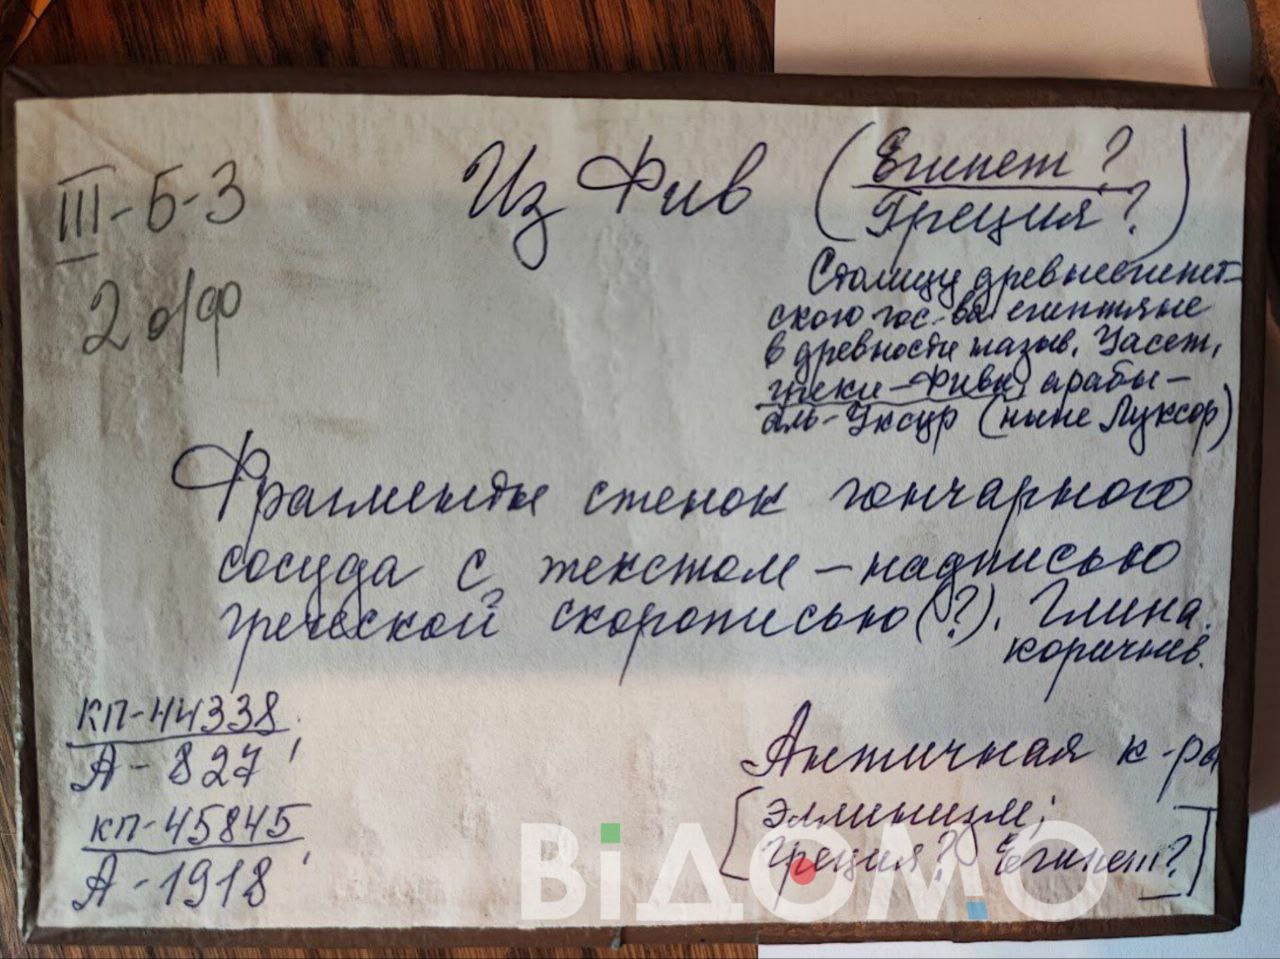 III-Б-3
2 о/ф
Из Фив
(Египет?
Греция?)
Столицу древнеегипет-
ского гос-ва египтяне
в древности назыв. Уасет,
греки-Фивы, арабы-
аль-Уксур (ныне Луксор)
Фрагменты стенок гончарного
сосуда с текстом-надписью
греческой скорописью(?). Глина
коричнев.
КП-44338
А-827
КП-45845
А-1918
Античная к-ра
[эллинизм;
Греция? Египет?]
ВІДОМО